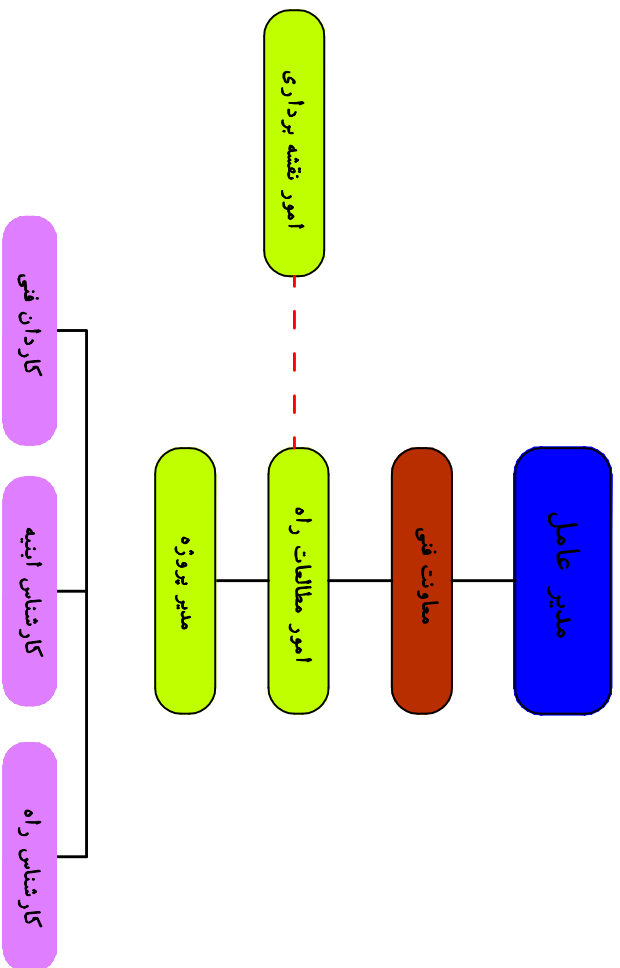 مدیر عامل
معاونت فنی
امور مطالعات راه
امور نقشه برداری
مدیر پروژه
کارشناس راه
کارشناس ابنیه
کاردان فنی